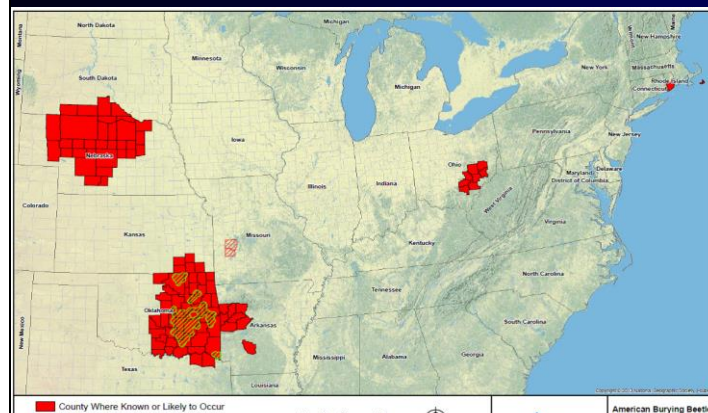 Montana
North Dakota
Minnesota
Wisconsin
Michigan
Michigan
Vermont
Maine
New Hampshire
New York
Massachusetts
Rhode Island
Connecticut
Wyoming
South Dakota
Iowa
Nebraska
Illinois
Indiana
Ohio
Pennsylvania
New Jersey
Maryland
Delaware
District of Columbia
West Virginia
Virginia
Colorado
Kansas
Missouri
Kentucky
North Carolina
Tennessee
South Carolina
New Mexico
Oklahoma
Arkansas
Texas
Louisiana
Mississippi
Alabama
Georgia
County Where Known or Likely to Occur
American Burying Beetl